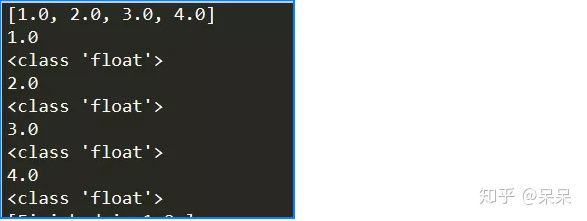 [1.0, 2.0, 3.0, 4.0]
1.0
<class 'float'>
2.0
<class 'float'>
3.0
<class 'float'>
4.0
<class 'float'>
知乎 @呆呆